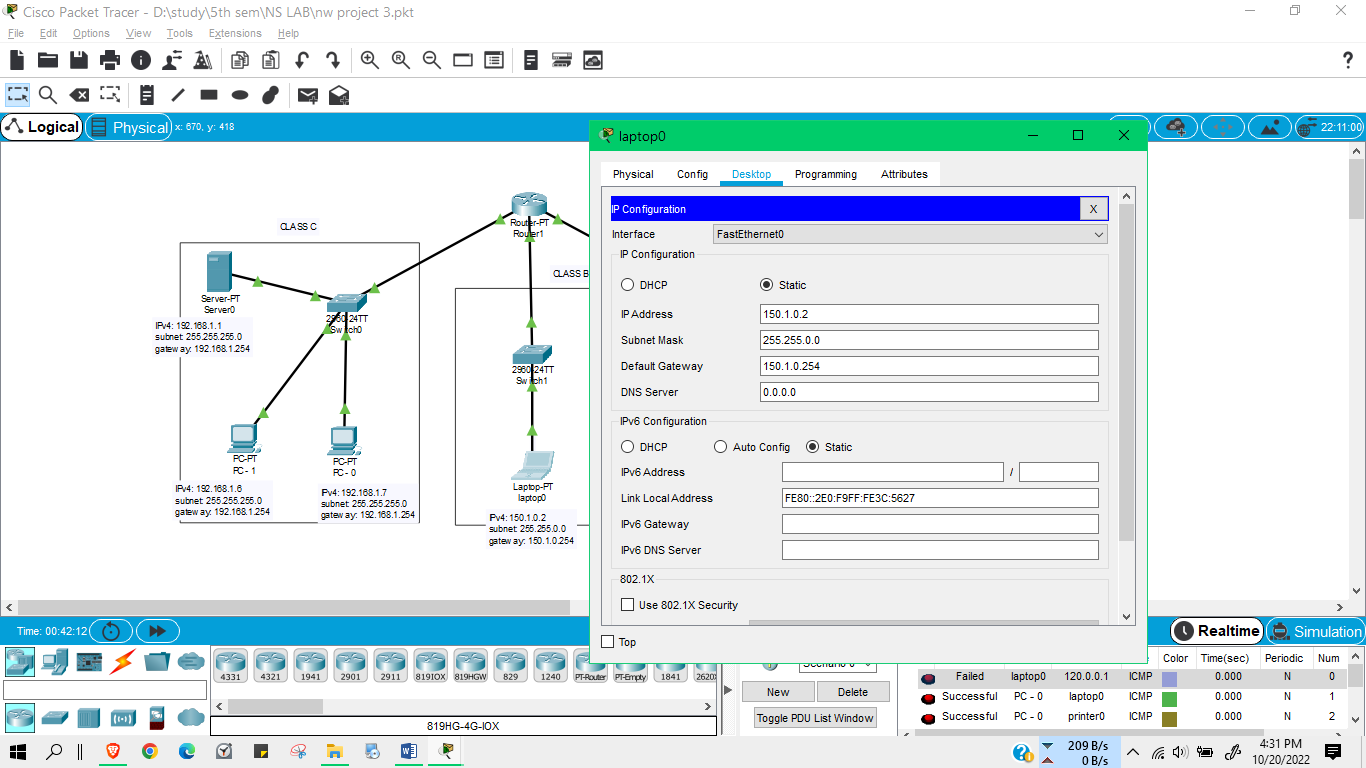 Cisco Packet Tracer - D:\study\5th sem\NS LAB\nw project 3.pkt
File Edit Options View Tools Extensions Help
?
Logical Physical x: 670, y: 418
22:11:00
CLASS C
Server-PT
Server0
IPv4: 192.168.1.1
subnet: 255.255.255.0
gateway: 192.168.1.254
2960-24TT
Switch0
PC-PT
PC - 1
IPv4: 192.168.1.6
subnet: 255.255.255.0
gateway: 192.168.1.254
PC-PT
PC - 0
IPv4: 192.168.1.7
subnet: 255.255.255.0
gateway: 192.168.1.254
Router-PT
Router1
CLASS B
2960-24TT
Switch1
Laptop-PT
laptop0
IPv4: 150.1.0.2
subnet: 255.255.0.0
gateway: 150.1.0.254
laptop0
Physical Config Desktop Programming Attributes
IP Configuration X
Interface FastEthernet0
IP Configuration
DHCP Static
IP Address 150.1.0.2
Subnet Mask 255.255.0.0
Default Gateway 150.1.0.254
DNS Server 0.0.0.0
IPv6 Configuration
DHCP Auto Config Static
IPv6 Address /
Link Local Address FE80::2E0:F9FF:FE3C:5627
IPv6 Gateway
IPv6 DNS Server
802.1X
Use 802.1X Security
Top
Time: 00:42:12
Realtime Simulation
4331 4321 1941 2901 2911 819IOX 819HGW 829 1240 PT-Router PT-Empty 1841 2620X
819HG-4G-IOX
Scenario 0
New Delete
Toggle PDU List Window
Color Time(sec) Periodic Num
Failed laptop0 120.0.0.1 ICMP 0.000 N 0
Successful PC - 0 laptop0 ICMP 0.000 N 1
Successful PC - 0 printer0 ICMP 0.000 N 2
209 B/s
0 B/s
4:31 PM
10/20/2022